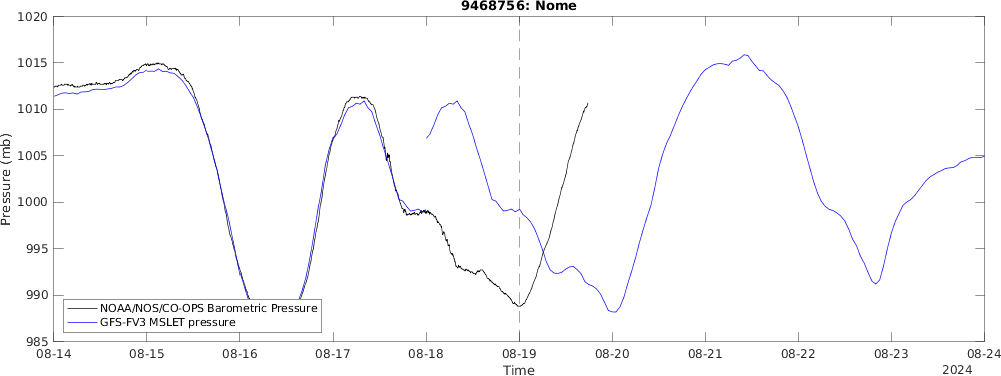 9468756: Nome
Pressure (mb)
1020
1015
1010
1005
1000
995
990
985
NOAA/NOS/CO-OPS Barometric Pressure
GFS-FV3 MSLET pressure
08-14 08-15 08-16 08-17 08-18 08-19 08-20 08-21 08-22 08-23 08-24
Time
2024